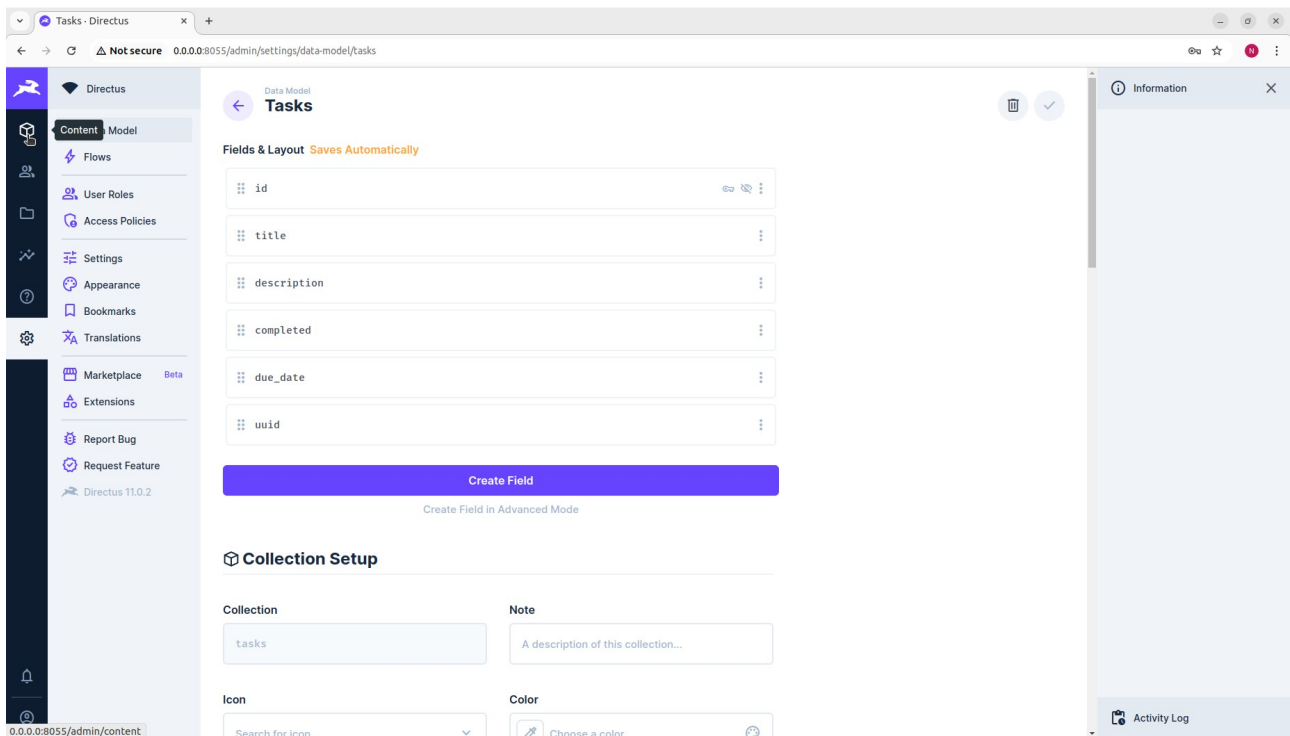 Tasks · Directus
Not secure 0.0.0.0:8055/admin/settings/data-model/tasks
N
Directus
Content
Model
Flows
User Roles
Access Policies
Settings
Appearance
Bookmarks
Translations
Marketplace Beta
Extensions
Report Bug
Request Feature
Directus 11.0.2
Data Model
Tasks
Fields & Layout Saves Automatically
id
title
description
completed
due_date
uuid
Create Field
Create Field in Advanced Mode
Collection Setup
Collection
Note
tasks
A description of this collection...
Icon
Color
Search for icon...
Choose a color...
Information
Activity Log
0.0.0.0:8055/admin/content